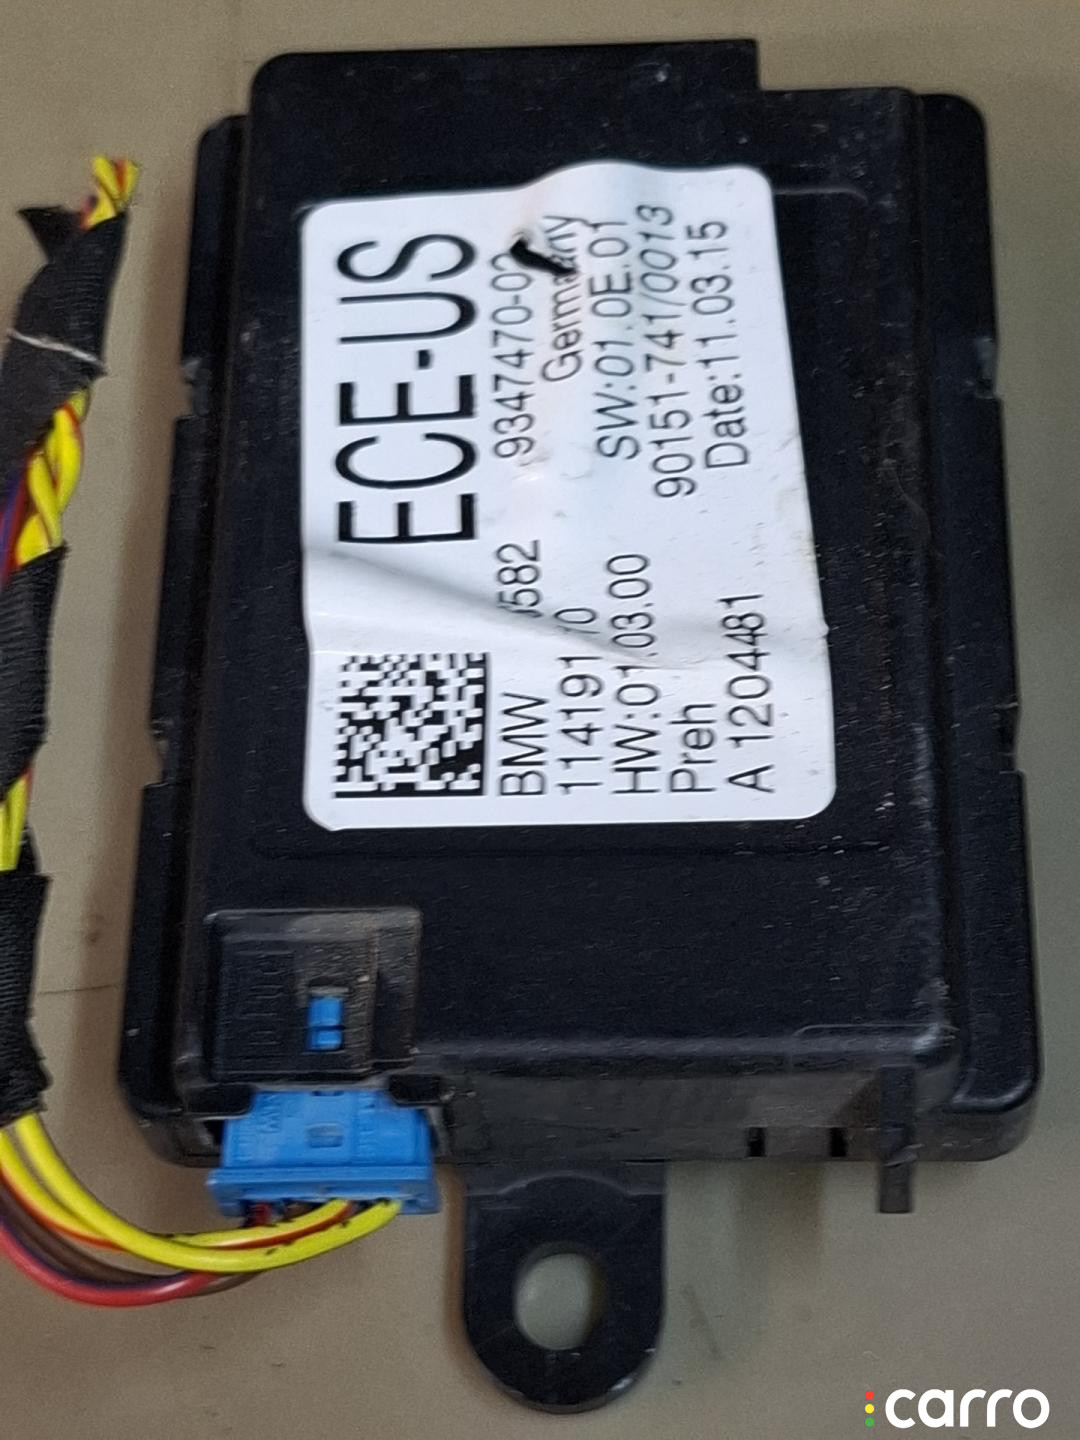 ECE-US
BMW 9347470-02
Germany
HW:01.03.00 SW:01.0E.01
Preh 90151-741/0013
A 1204481 Date:11.03.15
carro